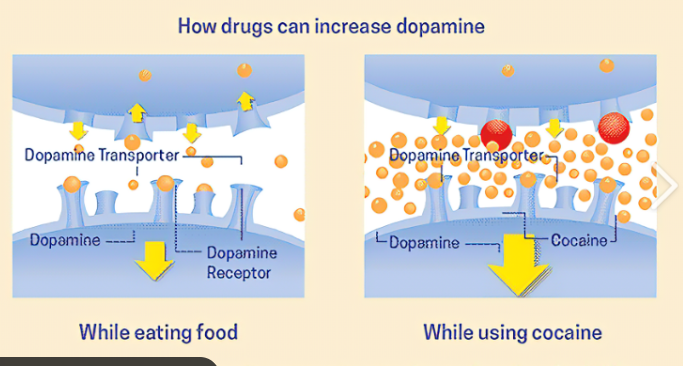 How drugs can increase dopamine
Dopamine Transporter
Dopamine
Dopamine
Receptor
While eating food
Dopamine Transporter
Dopamine
Cocaine
While using cocaine